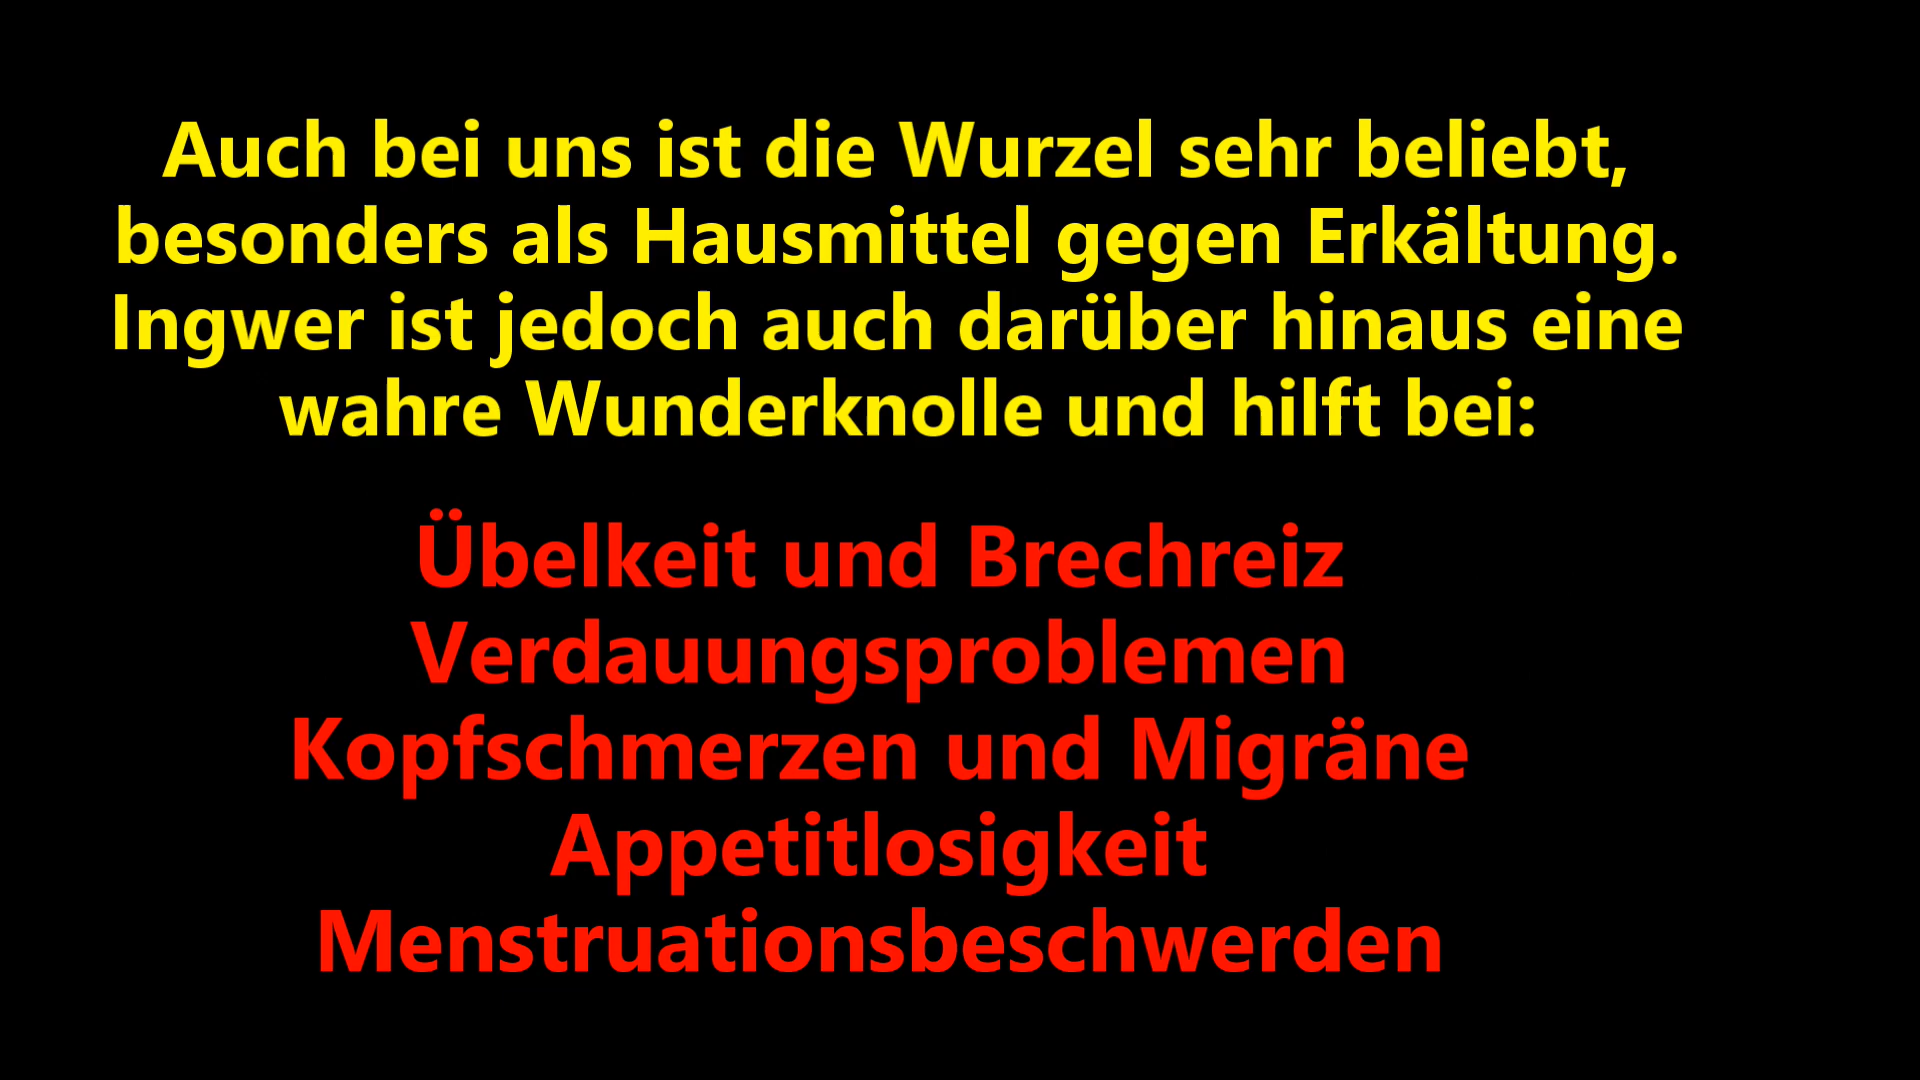 Auch bei uns ist die Wurzel sehr beliebt,
besonders als Hausmittel gegen Erkältung.
Ingwer ist jedoch auch darüber hinaus eine
wahre Wunderknolle und hilft bei:
Übelkeit und Brechreiz
Verdauungsproblemen
Kopfschmerzen und Migräne
Appetitlosigkeit
Menstruationsbeschwerden